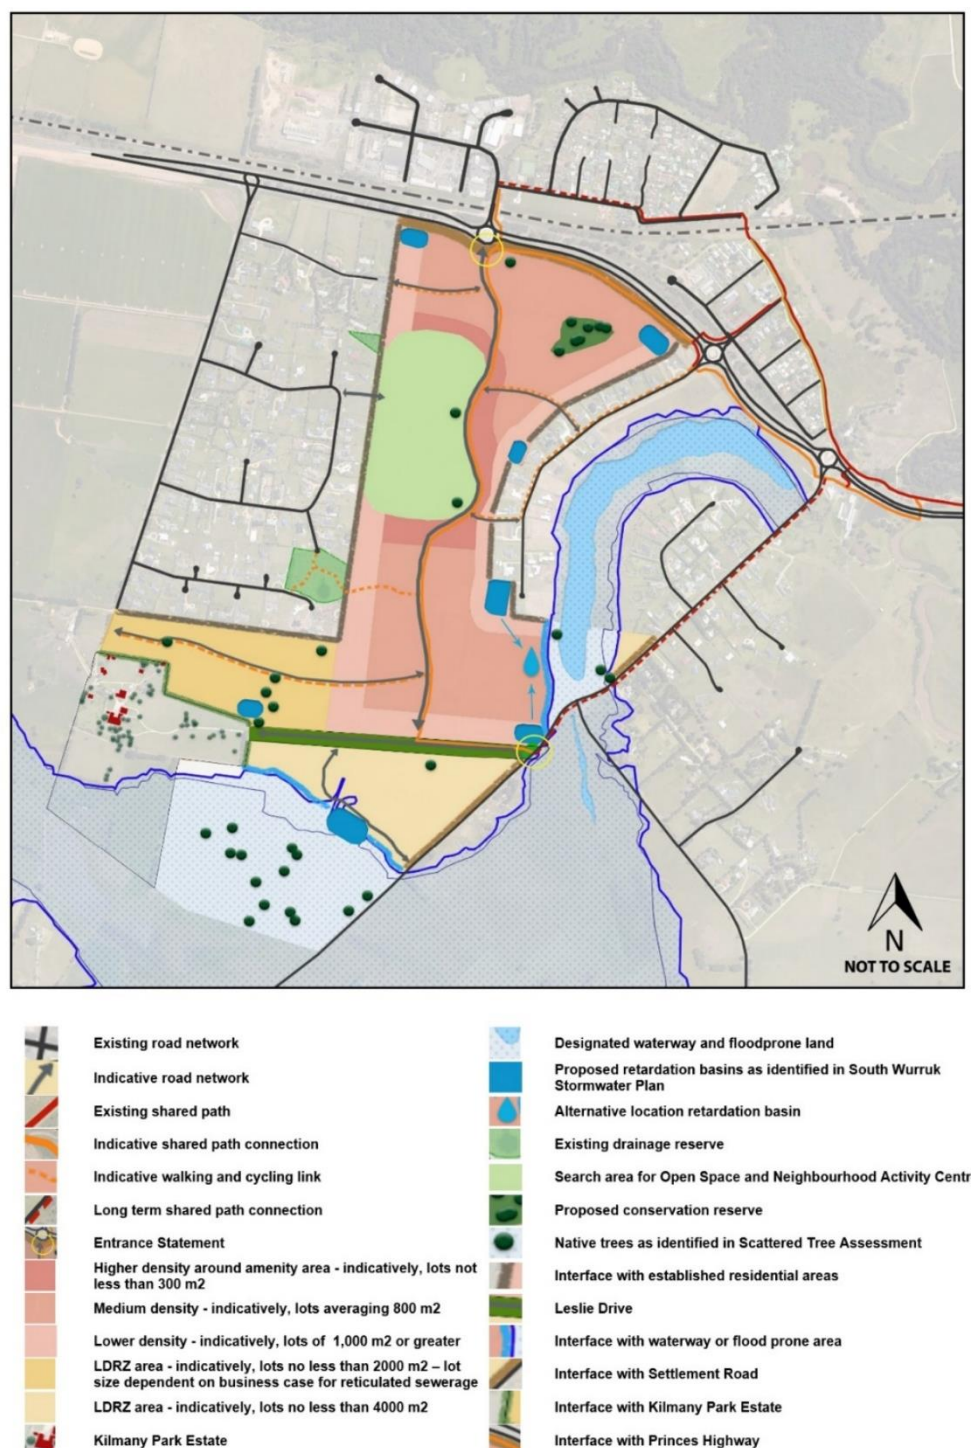 N
NOT TO SCALE
Existing road network
Indicative road network
Existing shared path
Indicative shared path connection
Indicative walking and cycling link
Long term shared path connection
Entrance Statement
Higher density around amenity area - indicatively, lots not
less than 300 m2
Medium density - indicatively, lots averaging 800 m2
Lower density - indicatively, lots of 1,000 m2 or greater
LDRZ area - indicatively, lots no less than 2000 m2 – lot
size dependent on business case for reticulated sewerage
LDRZ area - indicatively, lots no less than 4000 m2
Kilmany Park Estate
Designated waterway and floodprone land
Proposed retardation basins as identified in South Wurruk
Stormwater Plan
Alternative location retardation basin
Existing drainage reserve
Search area for Open Space and Neighbourhood Activity Centr
Proposed conservation reserve
Native trees as identified in Scattered Tree Assessment
Interface with established residential areas
Leslie Drive
Interface with waterway or flood prone area
Interface with Settlement Road
Interface with Kilmany Park Estate
Interface with Princes Highway